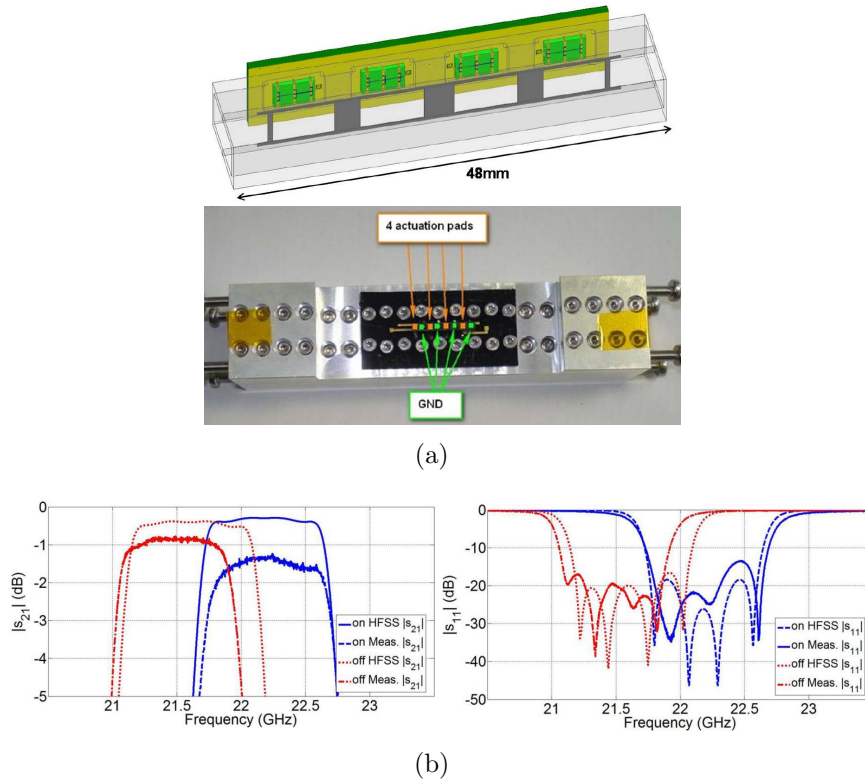 48mm
4 actuation pads
GND
(a)
0
-1
-2
-3
-4
-5
|s21| (dB)
on HFSS |s21|
on Meas. |s21|
off HFSS |s21|
off Meas. |s21|
21 21.5 22 22.5 23
Frequency (GHz)
0
-10
-20
-30
-40
-50
|s11| (dB)
on HFSS |s11|
on Meas. |s11|
off HFSS |s11|
off Meas. |s11|
21 21.5 22 22.5 23
Frequency (GHz)
(b)